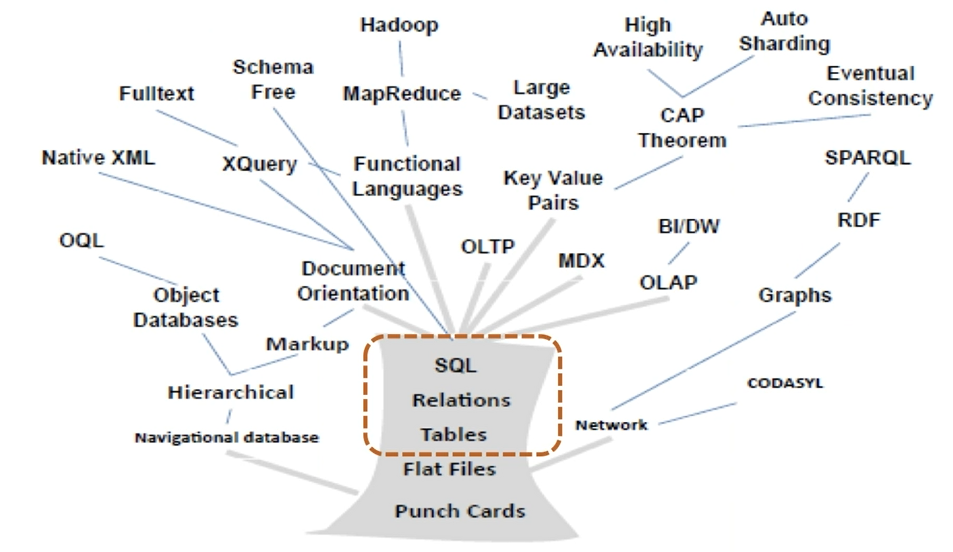 Hadoop
High
Availability
Auto
Sharding
Schema
Free
Fulltext
MapReduce
Large
Datasets
Eventual
Consistency
CAP
Theorem
Native XML
XQuery
Functional
Languages
Key Value
Pairs
SPARQL
OQL
OLTP
MDX
BI/DW
RDF
Document
Orientation
OLAP
Graphs
Object
Databases
Markup
SQL
Hierarchical
Relations
CODASYL
Navigational database
Tables
Network
Flat Files
Punch Cards